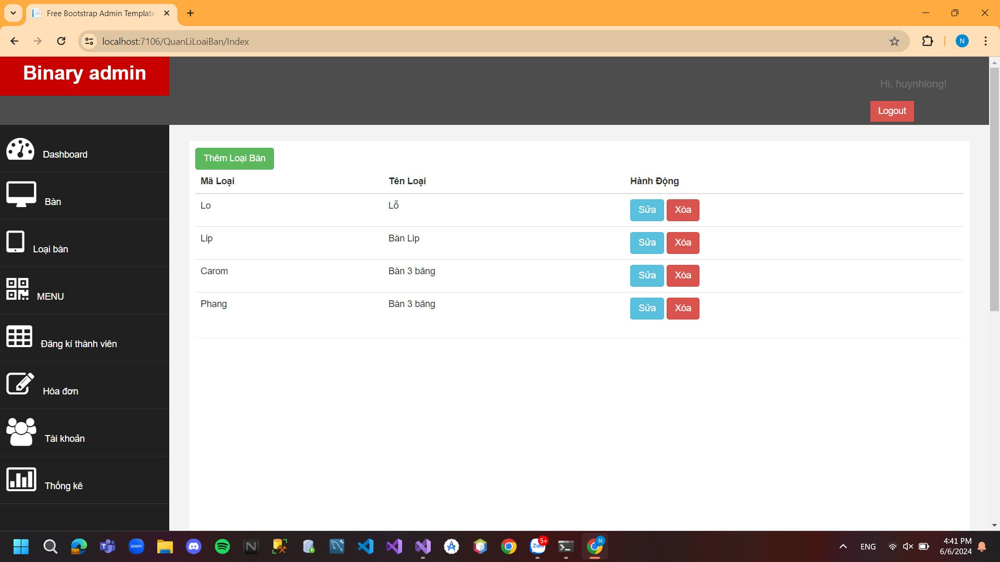 Free Bootstrap Admin Template
localhost:7106/QuanLiLoaiBan/Index
N
Binary admin
Hi, huynhlong!
Logout
Dashboard
Bàn
Loại bàn
MENU
Đăng kí thành viên
Hóa đơn
Tài khoản
Thống kê
Thêm Loại Bàn
Mã Loại Tên Loại Hành Động
Lo Lỗ Sửa Xóa
Lip Bàn Lip Sửa Xóa
Carom Bàn 3 băng Sửa Xóa
Phang Bàn 3 băng Sửa Xóa
zoom
Zalo
5+
N
ENG
4:41 PM
6/6/2024